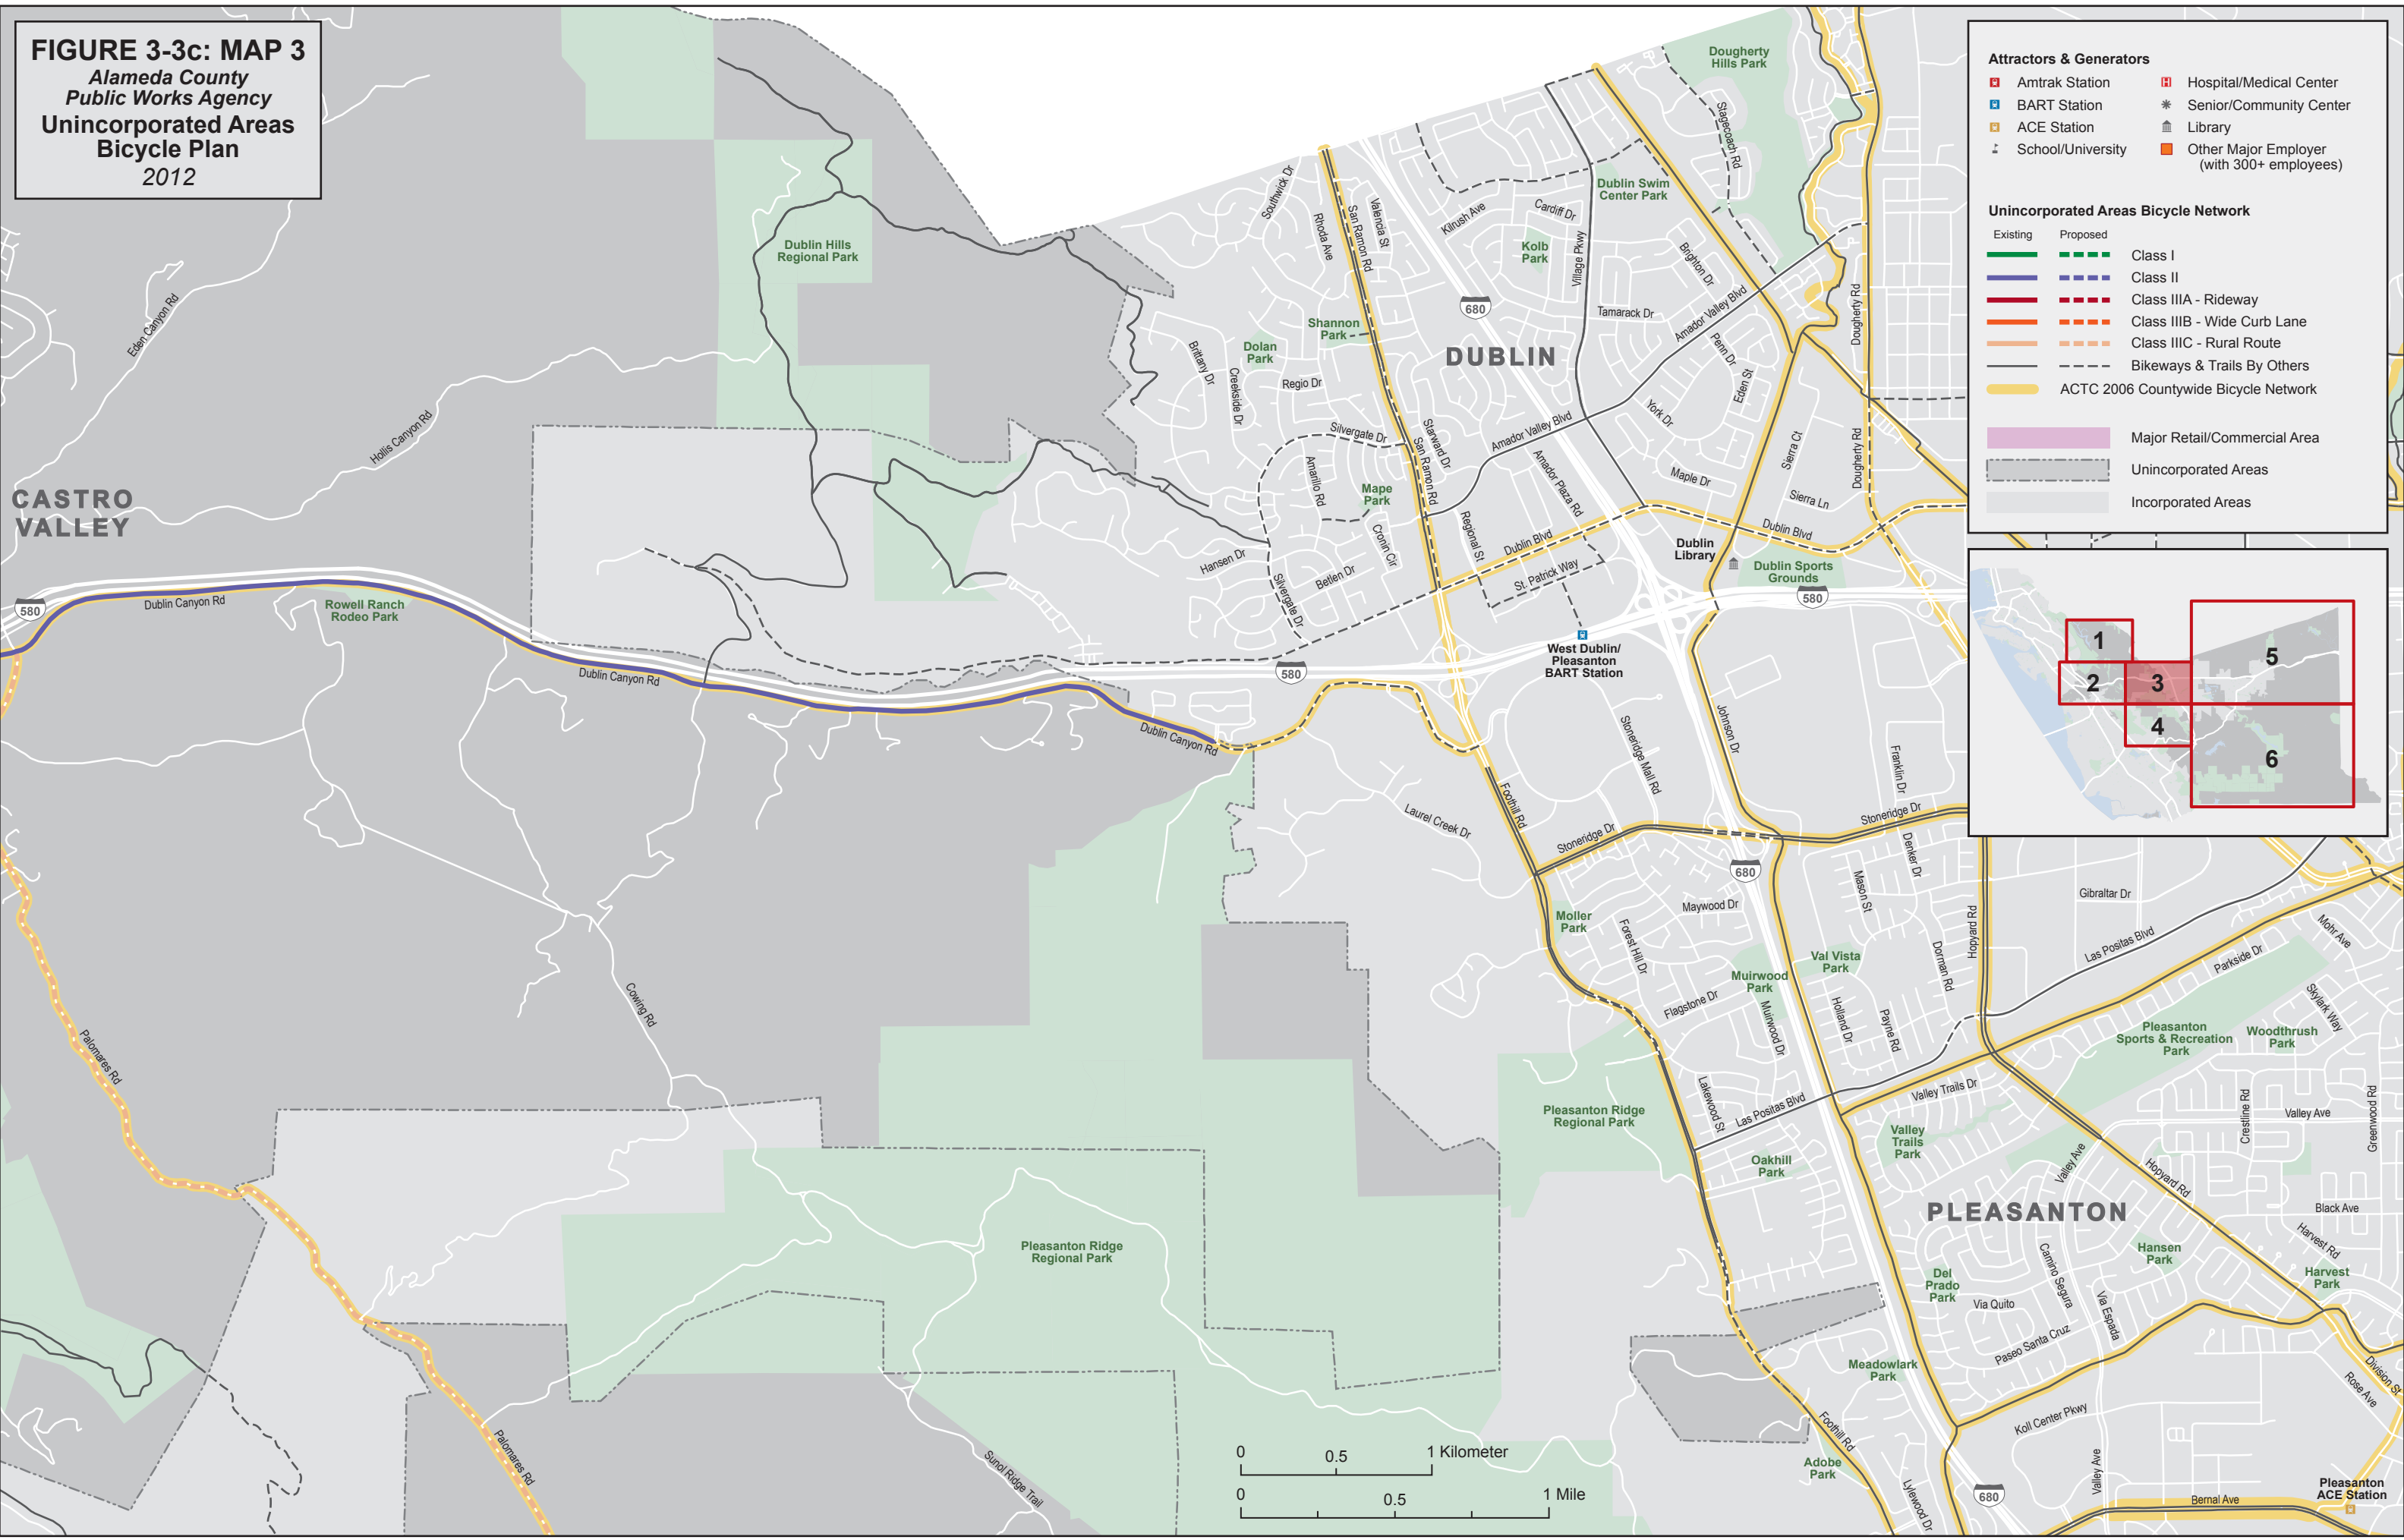 FIGURE 3-3c: MAP 3
Alameda County
Public Works Agency
Unincorporated Areas
Bicycle Plan
2012
Attractors & Generators
Amtrak Station
BART Station
ACE Station
School/University
Hospital/Medical Center
Senior/Community Center
Library
Other Major Employer
(with 300+ employees)
Unincorporated Areas Bicycle Network
Existing Proposed
Class I
Class II
Class IIIA - Rideway
Class IIIB - Wide Curb Lane
Class IIIC - Rural Route
Bikeways & Trails By Others
ACTC 2006 Countywide Bicycle Network
Major Retail/Commercial Area
Unincorporated Areas
Incorporated Areas
1
2
3
4
5
6
Dougherty
Hills Park
Stagecoach Rd
Southwick Dr
Rhoda Ave
San Ramon Rd
Valencia St
Kilrush Ave
Cardiff Dr
Kolb
Park
Village Pkwy
Dublin Swim
Center Park
Brighton Dr
Dublin Hills
Regional Park
Eden Canyon Rd
680
Tamarack Dr
Amador Valley Blvd
Dougherty Rd
Shannon
Park
Dolan
Park
DUBLIN
Penn Dr
Eden St
Brittany Dr
Creekside Dr
Regio Dr
York Dr
Hollis Canyon Rd
Silvergate Dr
Starward Dr
San Ramon Rd
Amador Valley Blvd
Sierra Ct
Dougherty Rd
Amarillo Rd
Mape
Park
Amador Plaza Rd
Maple Dr
Sierra Ln
CASTRO
VALLEY
Cronin Cir
Regional St
Dublin Blvd
Dublin Blvd
Dublin
Library
Dublin Sports
Grounds
Hansen Dr
Betlen Dr
Silvergate Dr
St. Patrick Way
580
580
Dublin Canyon Rd
Rowell Ranch
Rodeo Park
West Dublin/
Pleasanton
BART Station
Dublin Canyon Rd
580
Dublin Canyon Rd
Stoneridge Mall Rd
Johnson Dr
Franklin Dr
Laurel Creek Dr
Foothill Rd
Stoneridge Dr
Stoneridge Dr
Denker Dr
680
Mason St
Gibraltar Dr
Moller
Park
Maywood Dr
Hopyard Rd
Mohr Ave
Forest Hill Dr
Val Vista
Park
Dorman Rd
Las Positas Blvd
Parkside Dr
Muirwood
Park
Flagstone Dr
Muirwood Dr
Holland Dr
Payne Rd
Skylark Way
Cowing Rd
Pleasanton
Sports & Recreation
Park
Woodthrush
Park
Palomares Rd
Lakewood St
Las Positas Blvd
Valley Trails Dr
Pleasanton Ridge
Regional Park
Valley
Trails
Park
Crestline Rd
Valley Ave
Greenwood Rd
Oakhill
Park
Valley Ave
Hopyard Rd
PLEASANTON
Black Ave
Pleasanton Ridge
Regional Park
Hansen
Park
Harvest Rd
Harvest
Park
Del
Prado
Park
Camino Segura
Via Quito
Via Espada
Paseo Santa Cruz
Meadowlark
Park
Division St
Rose Ave
Foothill Rd
Koll Center Pkwy
Palomares Rd
Sunol Ridge Trail
0 0.5 1 Kilometer
0 0.5 1 Mile
Adobe
Park
Lylewood Dr
680
Valley Ave
Bernal Ave
Pleasanton
ACE Station